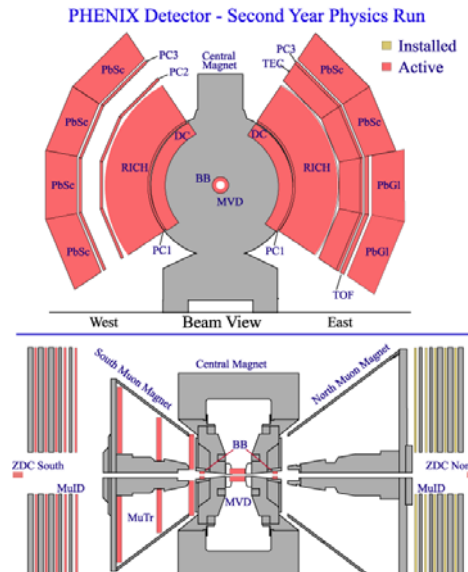 PHENIX Detector - Second Year Physics Run
Installed
Active
PC3
PC2
Central
Magnet
PC3
TEC
PbSc
PbSc
PbSc
PbSc
PbSc
PbSc
PbGl
PbGl
DC
DC
RICH
RICH
BB
MVD
PC1
PC1
TOF
West
Beam View
East
South Muon Magnet
Central Magnet
North Muon Magnet
BB
ZDC South
MuID
MuTr
MVD
ZDC Nor
MuID